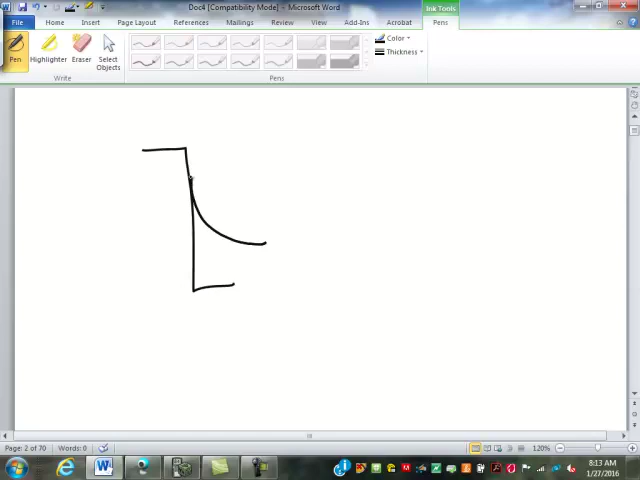 Doc4 [Compatibility Mode] - Microsoft Word
Ink Tools
File Home Insert Page Layout References Mailings Review View Add-Ins Acrobat Pens
Pen Highlighter Eraser Select Objects
Color
Thickness
Write Pens
Page: 2 of 70 Words: 0 120%
8:13 AM
1/27/2016